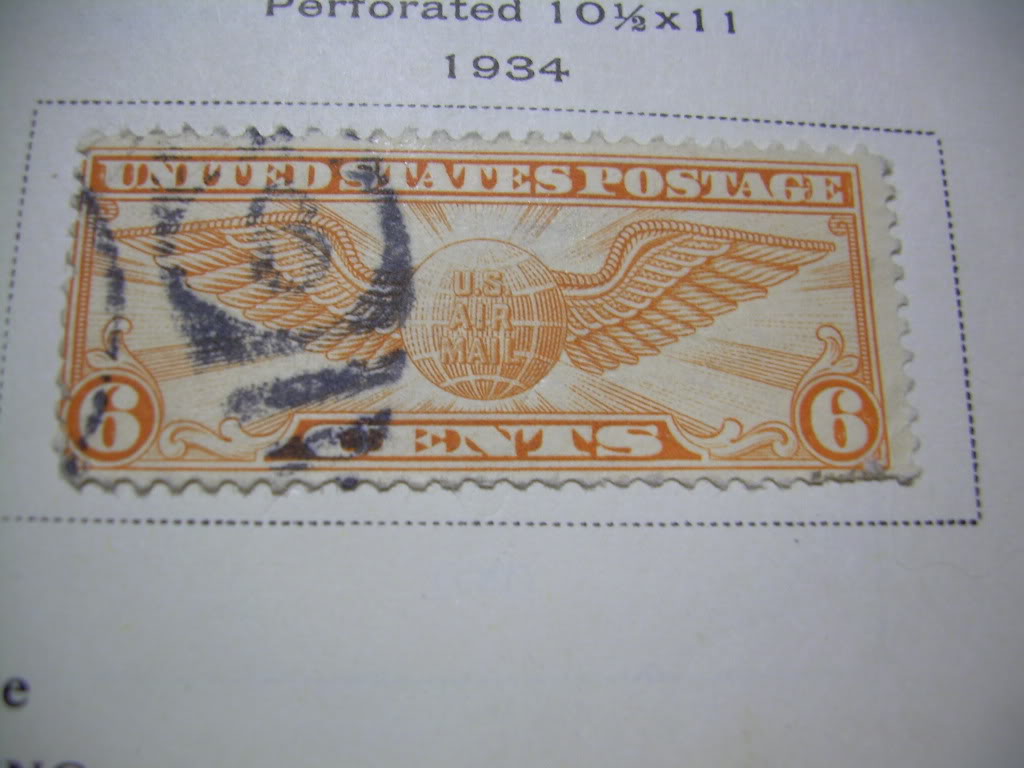 Perforated 10½x11
1934
UNITED STATES POSTAGE
U.S.
AIR
MAIL
6 CENTS 6
e